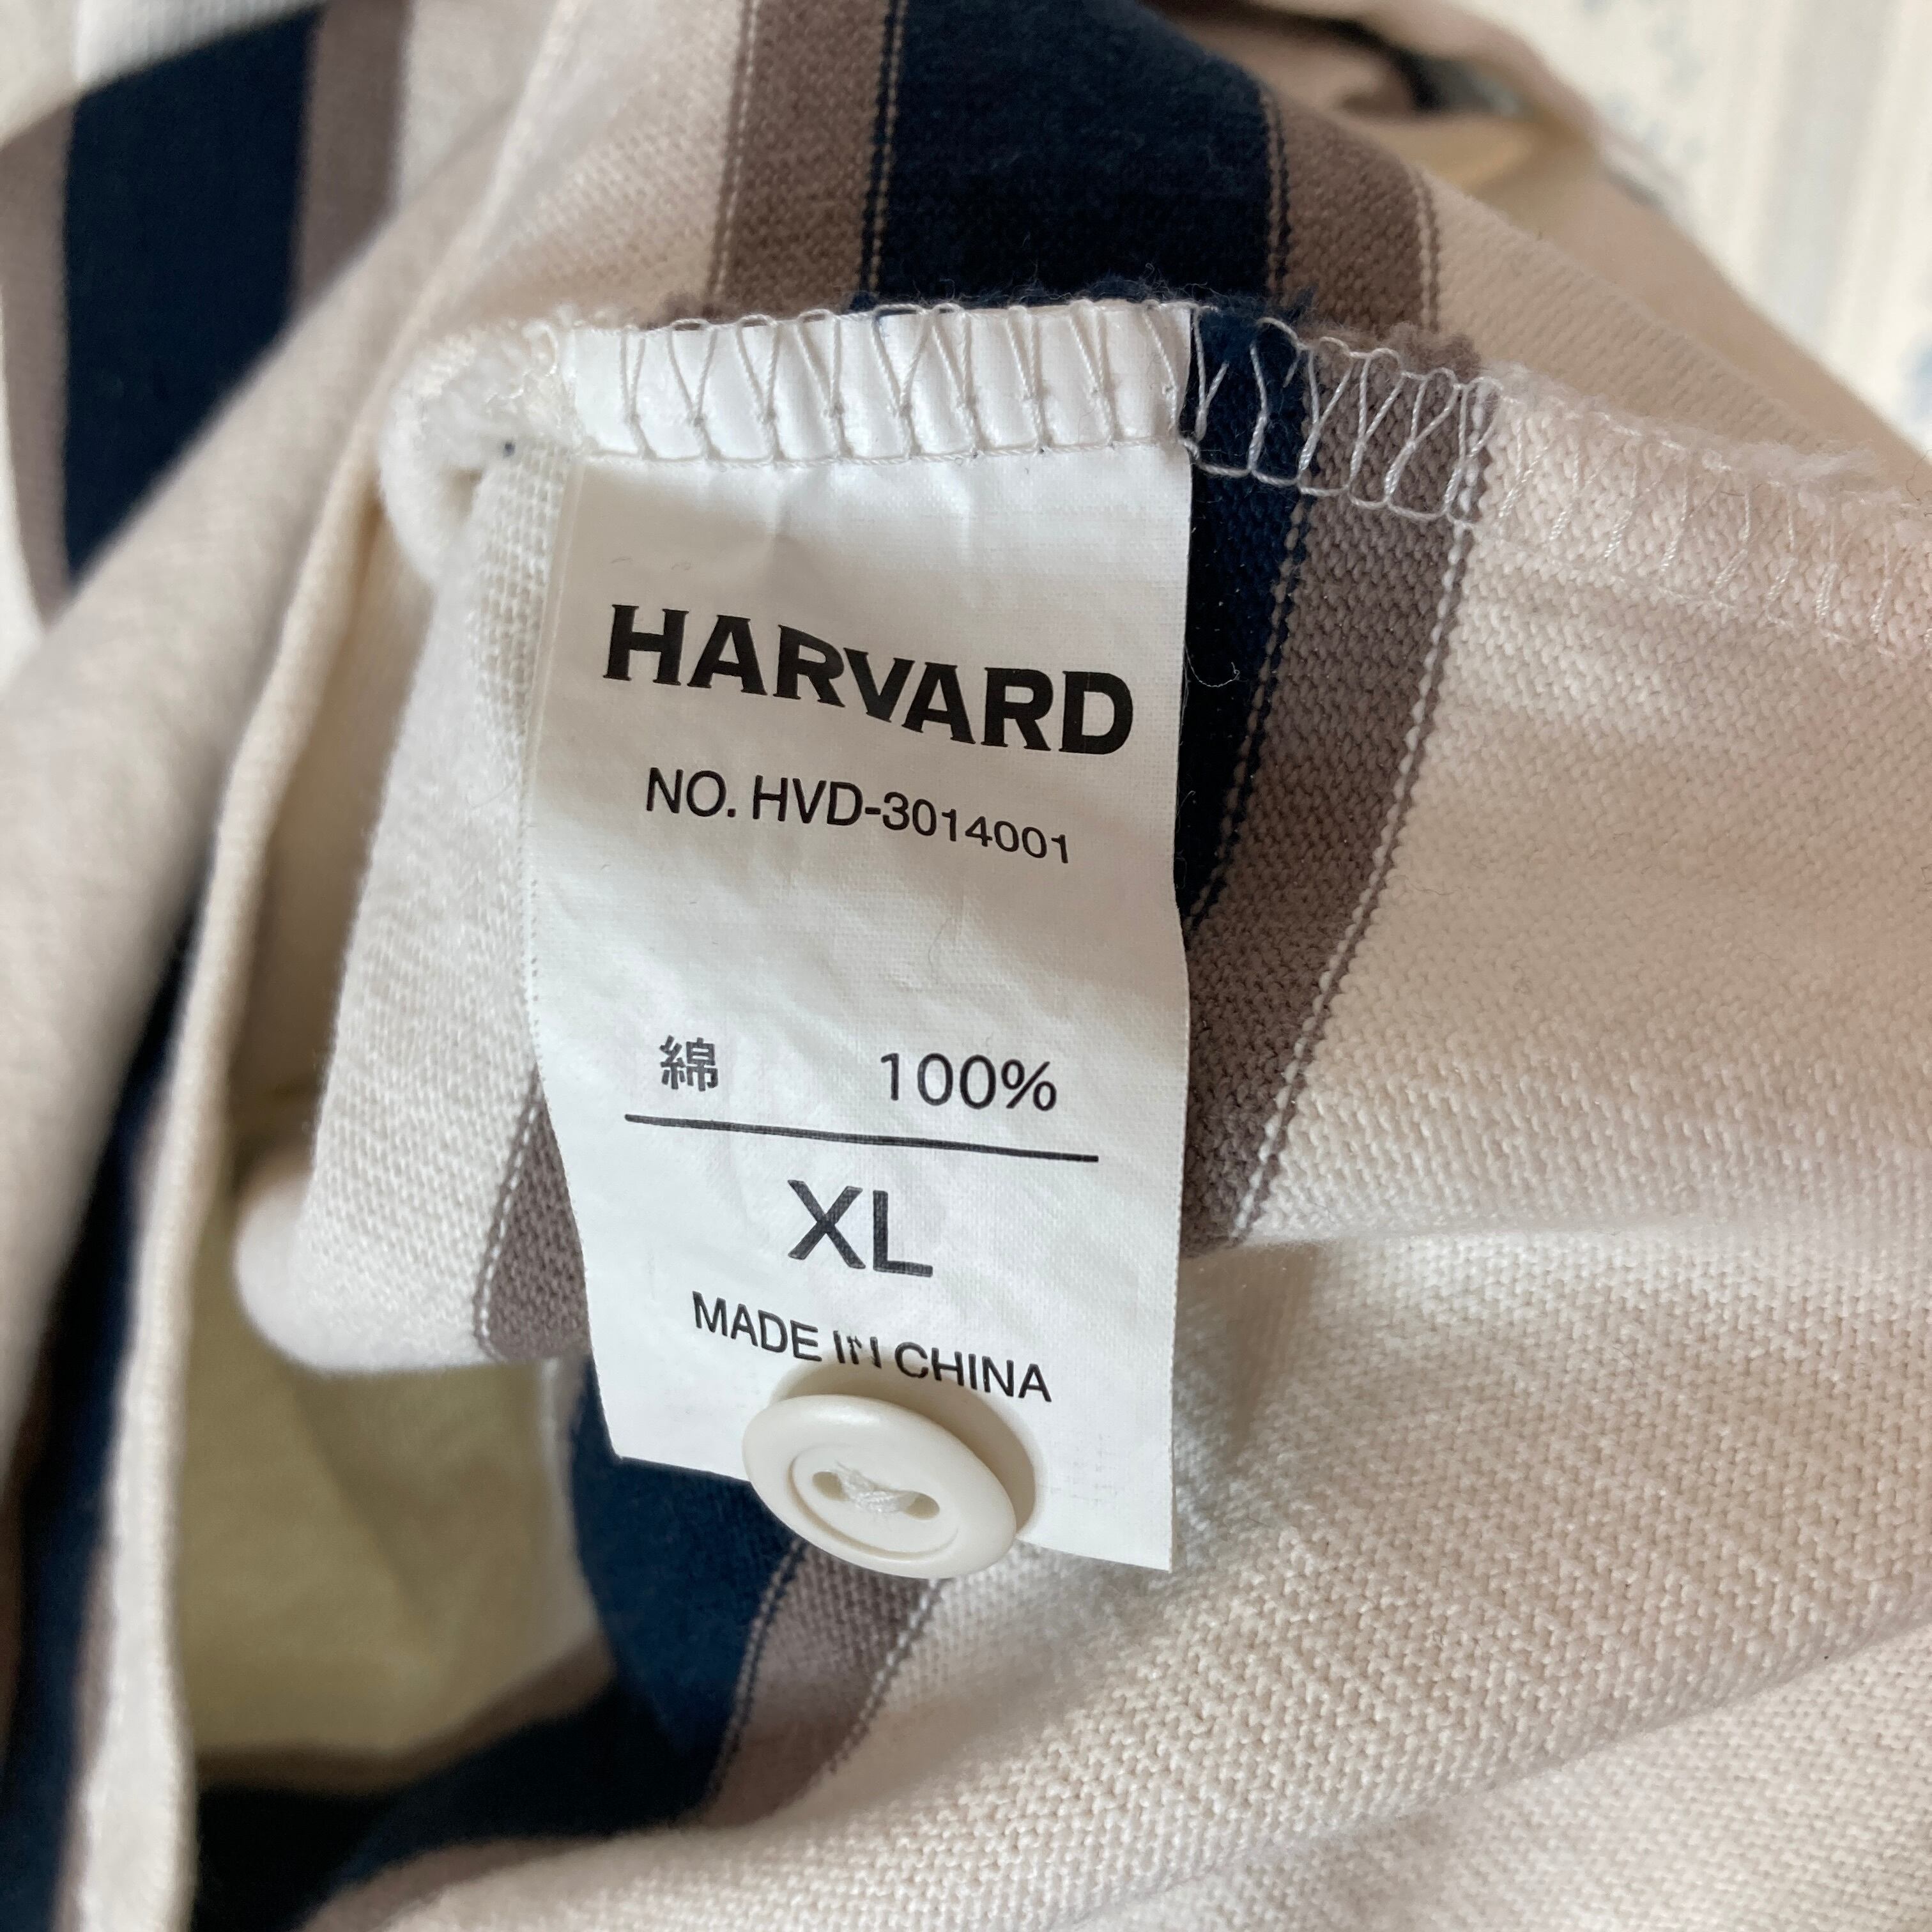 HARVARD
NO. HVD-3014001
綿 100%
XL
MADE IN CHINA